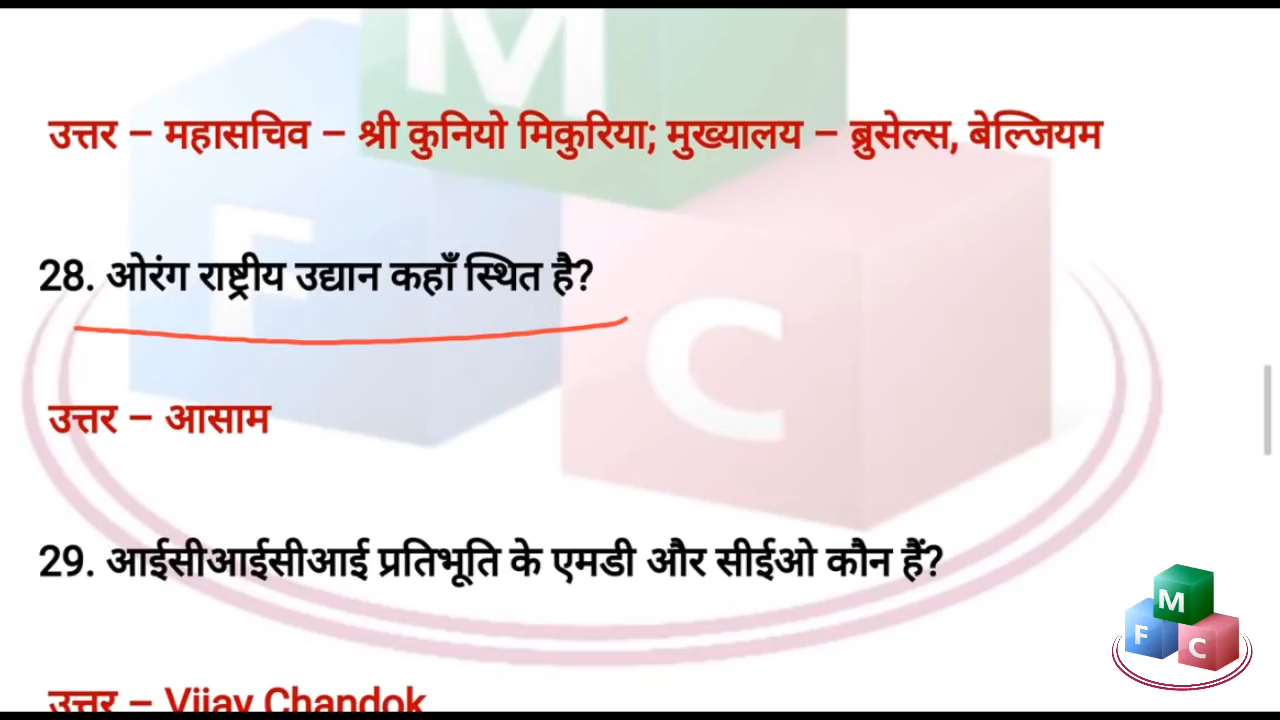 M
F
C
उत्तर – महासचिव – श्री कुनियो मिकुरिया; मुख्यालय – ब्रुसेल्स, बेल्जियम
28. ओरंग राष्ट्रीय उद्यान कहाँ स्थित है?
उत्तर – आसाम
29. आईसीआईसीआई प्रतिभूति के एमडी और सीईओ कौन हैं?
उत्तर – Vijay Chandok
M
F
C